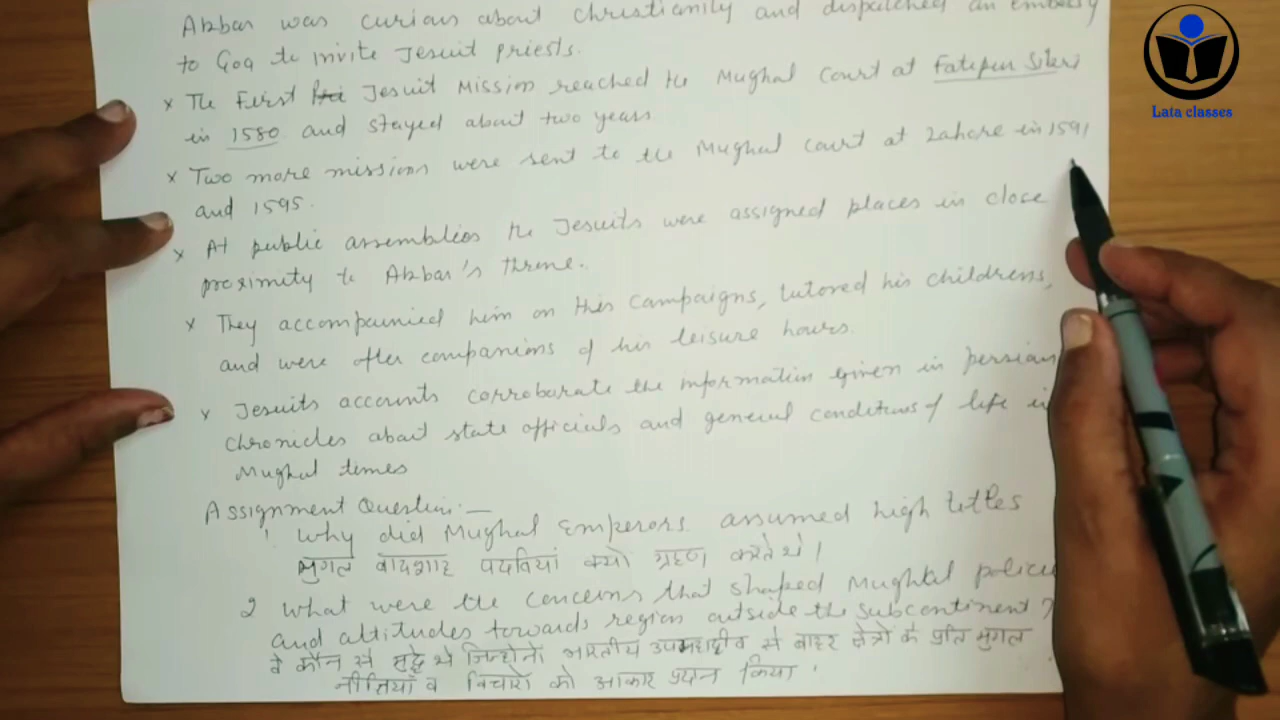 Akbar was curious about christianity and dispatched an embassy
to Goa to invite Jesuit priests.
x The First Jesuit Mission reached the Mughal Court at Fatepur Sikri
in 1580 and stayed about two years.
x Two more missions were sent to the Mughal court at Lahore in 1591
and 1595.
x At public assemblies the Jesuits were assigned places in close
proximity to Akbar's throne.
x They accompanied him on his campaigns, tutored his childrens,
and were often companions of his leisure hours.
x Jesuits accounts corroborate the information given in persian
chronicles about state officials and general conditions of life in
Mughal times
Assignment Question:—
1. Why did Mughal Emperors assumed high titles
मुगल बादशाह पदवियां क्यों ग्रहण करते थे।
2 What were the concerns that shaped Mughal policies
and attitudes towards region outside the subcontinent?
वे कौन से मुद्दे थे जिन्होंने भारतीय उपमहाद्वीप से बाहर क्षेत्रों के प्रति मुगल
नीतियों व विचारों को आकार प्रदान किया।
Lata classes